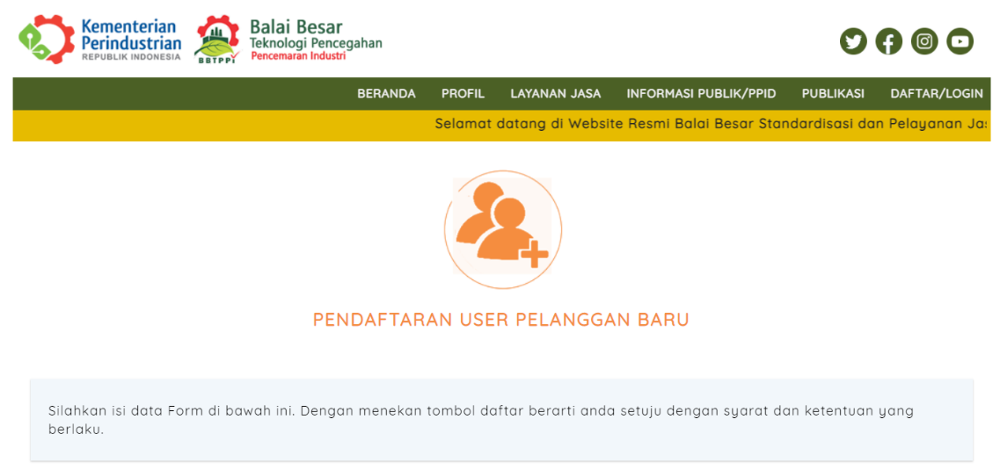 Kementerian
Perindustrian
REPUBLIK INDONESIA
BBTPPI
Balai Besar
Teknologi Pencegahan
Pencemaran Industri
BERANDA PROFIL LAYANAN JASA INFORMASI PUBLIK/PPID PUBLIKASI DAFTAR/LOGIN
Selamat datang di Website Resmi Balai Besar Standardisasi dan Pelayanan
PENDAFTARAN USER PELANGGAN BARU
Silahkan isi data Form di bawah ini. Dengan menekan tombol daftar berarti anda setuju dengan syarat dan ketentuan yang
berlaku.